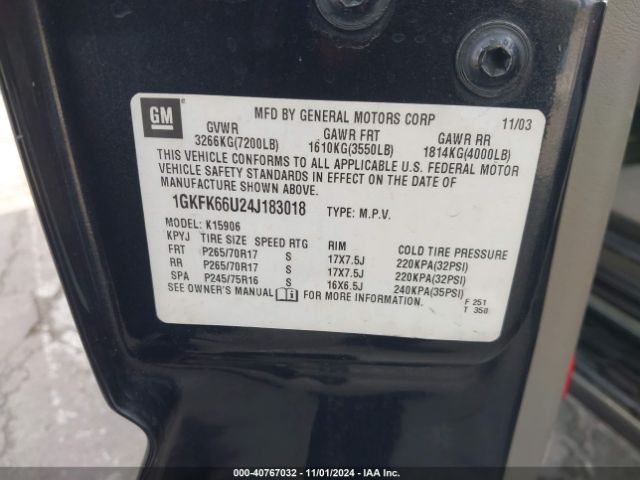 GM
MFD BY GENERAL MOTORS CORP 11/03
GVWR GAWR FRT GAWR RR
3266KG(7200LB) 1610KG(3550LB) 1814KG(4000LB)
THIS VEHICLE CONFORMS TO ALL APPLICABLE U.S. FEDERAL MOTOR
VEHICLE SAFETY STANDARDS IN EFFECT ON THE DATE OF
MANUFACTURE SHOWN ABOVE.
1GKFK66U24J183018 TYPE: M.P.V.
MODEL: K15906
KPYJ TIRE SIZE SPEED RTG RIM COLD TIRE PRESSURE
FRT P265/70R17 S 17X7.5J 220KPA(32PSI)
RR P265/70R17 S 17X7.5J 220KPA(32PSI)
SPA P245/75R16 S 16X6.5J 240KPA(35PSI)
SEE OWNER'S MANUAL FOR MORE INFORMATION.
F 251
T 350
000-40767032 - 11/01/2024 - IAA Inc.